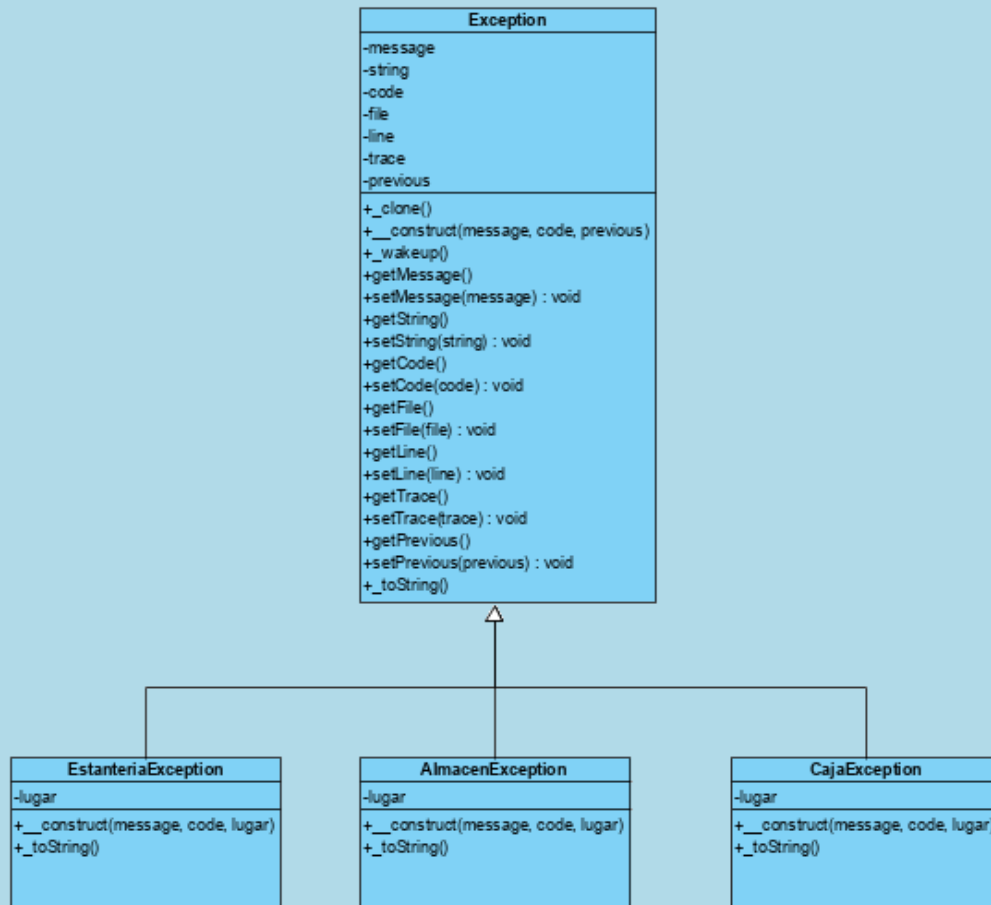 Exception
-message
-string
-code
-file
-line
-trace
-previous
+_clone()
+__construct(message, code, previous)
+_wakeup()
+getMessage()
+setMessage(message) : void
+getString()
+setString(string) : void
+getCode()
+setCode(code) : void
+getFile()
+setFile(file) : void
+getLine()
+setLine(line) : void
+getTrace()
+setTrace(trace) : void
+getPrevious()
+setPrevious(previous) : void
+_toString()
EstanteriaException
-lugar
+__construct(message, code, lugar)
+_toString()
AlmacenException
-lugar
+__construct(message, code, lugar)
+_toString()
CajaException
-lugar
+__construct(message, code, lugar)
+_toString()